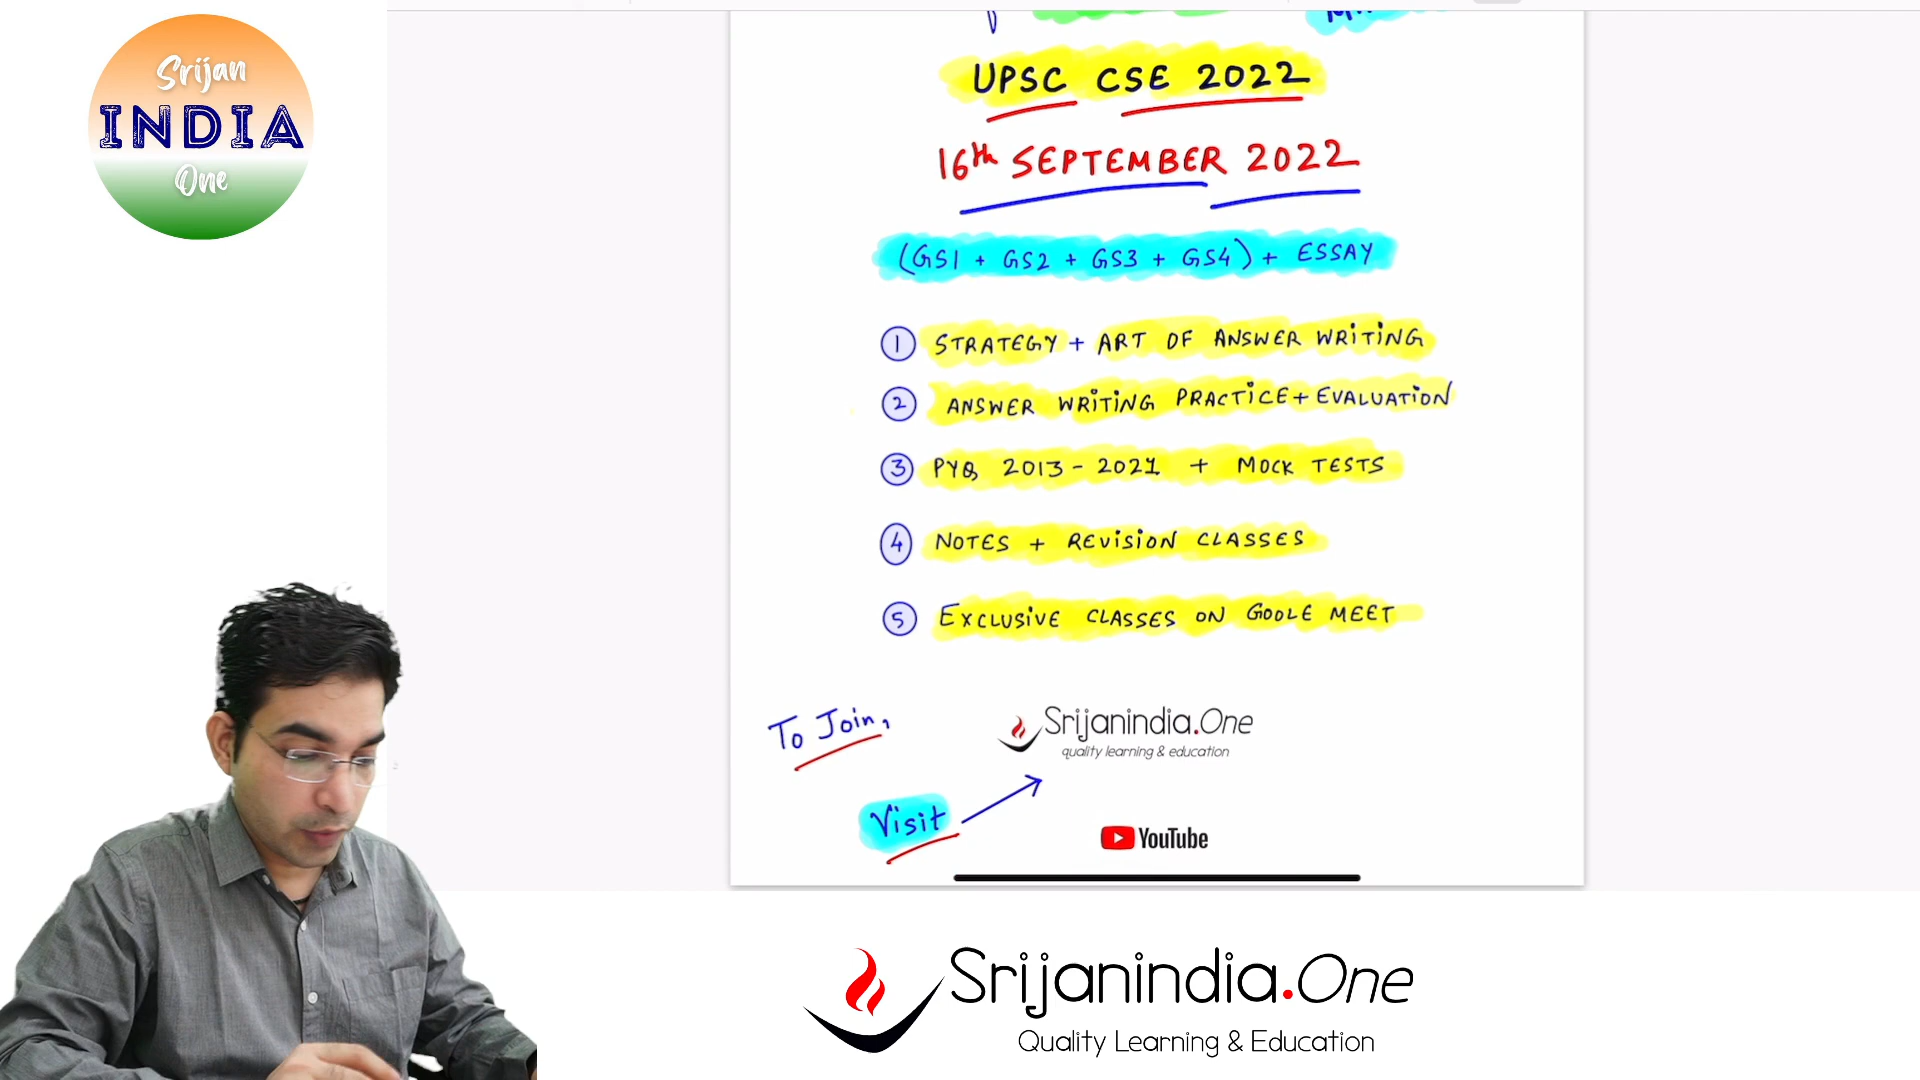 Srijan
INDIA
One
UPSC CSE 2022
16th SEPTEMBER 2022
(GS1 + GS2 + GS3 + GS4) + ESSAY
1 STRATEGY + ART OF ANSWER WRITING
2 ANSWER WRITING PRACTICE + EVALUATION
3 PYQ 2013 - 2021 + MOCK TESTS
4 NOTES + REVISION CLASSES
5 EXCLUSIVE CLASSES ON GOOLE MEET
To Join,
Srijanindia.One
quality learning & education
Visit
YouTube
Srijanindia.One
Quality Learning & Education